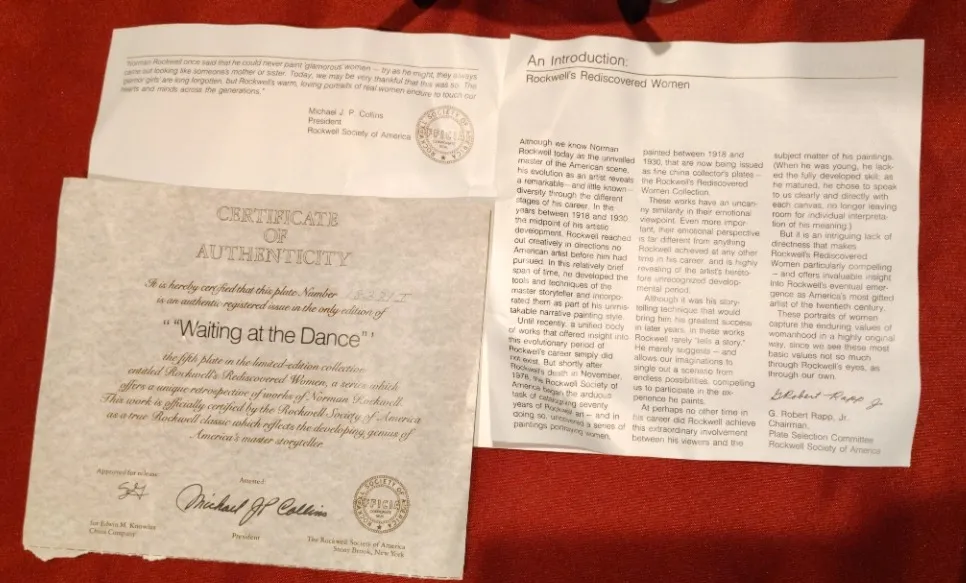 "Norman Rockwell once said that he could never paint 'glamorous' women — try as he might, they always
came out looking like someone's mother or sister. Today, we may be very thankful that this was so. The
glamor girls are long forgotten, but Rockwell's warm, loving portraits of real women endure to touch our
hearts and minds across the generations."
Michael J. P. Collins
President
Rockwell Society of America
ROCKWELL SOCIETY OF AMERICA
OFFICIAL
CERTIFICATE
OF
AUTHENTICITY
It is hereby certified that this plate Number
is an authentic registered issue in the only edition of
" "Waiting at the Dance" '
the fifth plate in the limited-edition collection
entitled Rockwell's Rediscovered Women, a series which
offers a unique retrospective of works of Norman Rockwell.
This work is officially certified by the Rockwell Society of America
as a true Rockwell classic which reflects the developing genius of
America's master storyteller
Approved for release
Attested
Michael J P Collins
for Edwin M. Knowles
China Company
President
The Rockwell Society of America
Stony Brook, New York
ROCKWELL SOCIETY OF AMERICA
OFFICIAL
An Introduction:
Rockwell's Rediscovered Women
Although we know Norman
Rockwell today as the unrivalled
master of the American scene,
his evolution as an artist reveals
a remarkable—and little known—
diversity through the different
stages of his career. In the
years between 1918 and 1930
the midpoint of his artistic
development, Rockwell reached
out creatively in directions no
American artist before him had
pursued. In this relatively brief
span of time, he developed the
tools and techniques of the
master storyteller and incorpo-
rated them as part of his unmis-
takable narrative painting style.
Until recently, a unified body
of works that offered insight into
this evolutionary period of
Rockwell's career simply did
not exist. But shortly after
Rockwell's death in November,
1978, the Rockwell Society of
America began the arduous
task of cataloguing seventy
years of Rockwell art—and in
doing so, uncovered a series of
paintings portraying women,
painted between 1918 and
1930, that are now being issued
as fine china collector's plates—
the Rockwell's Rediscovered
Women Collection.
These works have an uncan-
ny similarity in their emotional
viewpoint. Even more impor-
tant, their emotional perspective
is far different from anything
Rockwell achieved at any other
time in his career, and is highly
revealing of the artist's hereto-
fore unrecognized develop-
mental period.
Although it was his story-
telling technique that would
bring him his greatest success
in later years, in these works
Rockwell rarely "tells a story."
He merely suggests—and
allows our imaginations to
single out a scenario from
endless possibilities, compelling
us to participate in the ex-
perience he paints.
At perhaps no other time in
his career did Rockwell achieve
this extraordinary involvement
between his viewers and the
subject matter of his paintings.
(When he was young, he lack-
ed the fully developed skill; as
he matured, he chose to speak
to us clearly and directly with
each canvas, no longer leaving
room for individual interpreta-
tion of his meaning.)
But it is an intriguing lack of
directness that makes
Rockwell's Rediscovered
Women particularly compelling
—and offers invaluable insight
into Rockwell's eventual emer-
gence as America's most gifted
artist of the twentieth century.
These portraits of women
capture the enduring values of
womanhood in a highly original
way, since we see these most
basic values not so much
through Rockwell's eyes, as
through our own.
G Robert Rapp Jr
G. Robert Rapp, Jr.
Chairman,
Plate Selection Committee
Rockwell Society of America